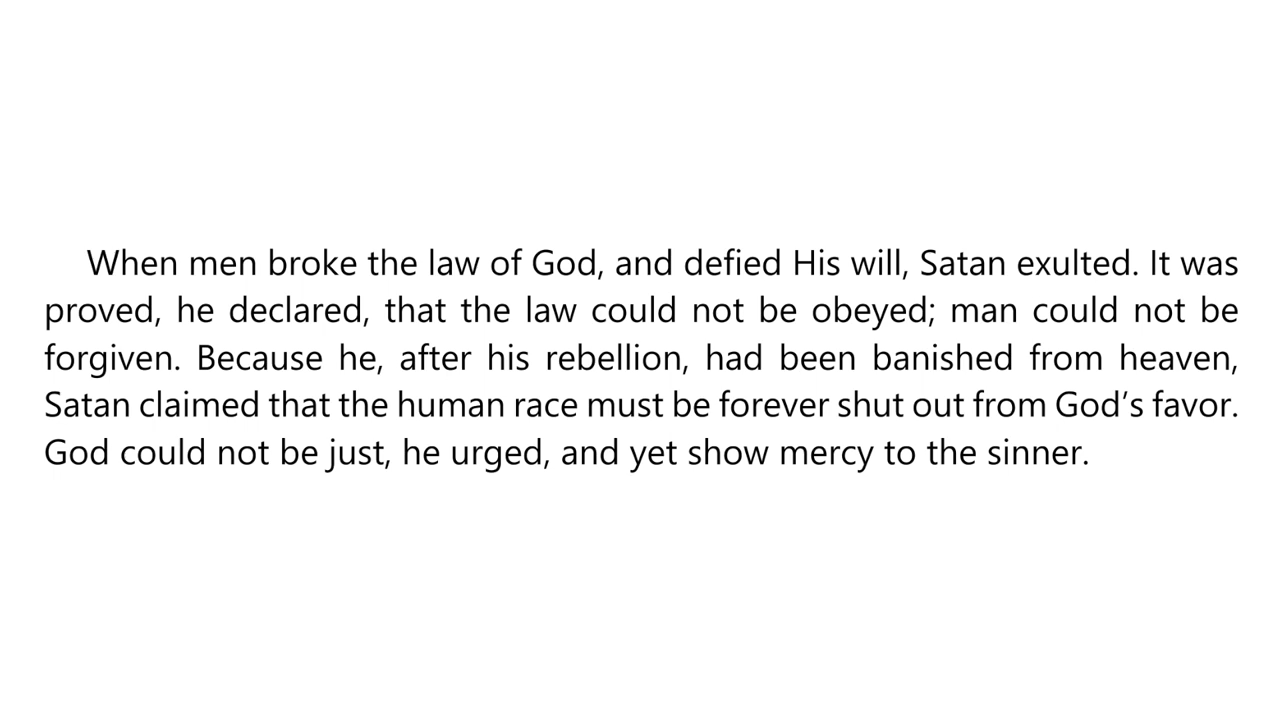 When men broke the law of God, and defied His will, Satan exulted. It was
proved, he declared, that the law could not be obeyed; man could not be
forgiven. Because he, after his rebellion, had been banished from heaven,
Satan claimed that the human race must be forever shut out from God’s favor.
God could not be just, he urged, and yet show mercy to the sinner.